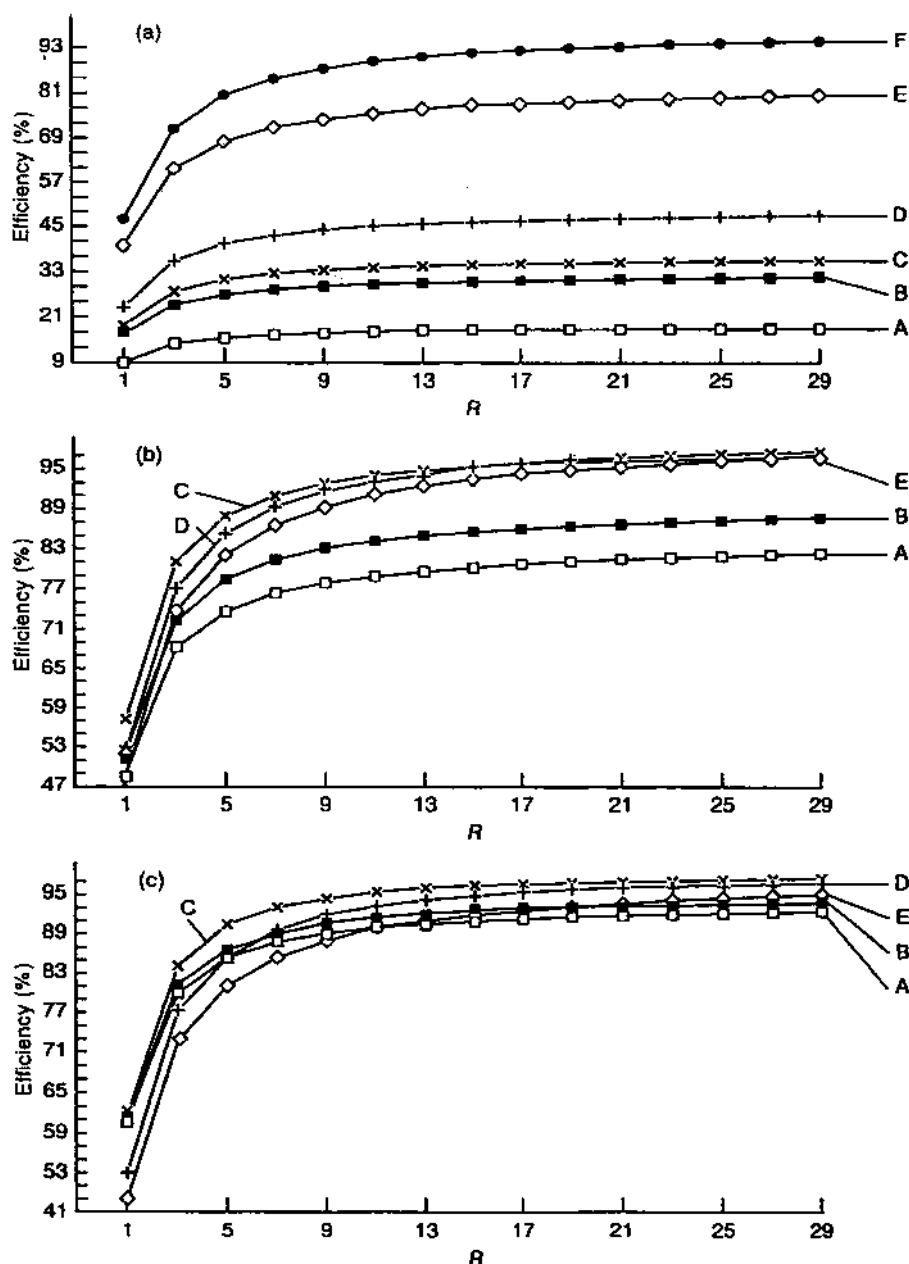 (a)
93
81
69
57
45
33
21
9
Efficiency (%)
F
E
D
C
B
A
1 5 9 13 17 21 25 29
R
(b)
95
89
83
77
71
65
59
53
47
Efficiency (%)
C
D
E
B
A
1 5 9 13 17 21 25 29
R
(c)
95
89
83
77
71
65
59
53
41
Efficiency (%)
C
D
E
B
A
1 5 9 13 17 21 25 29
R